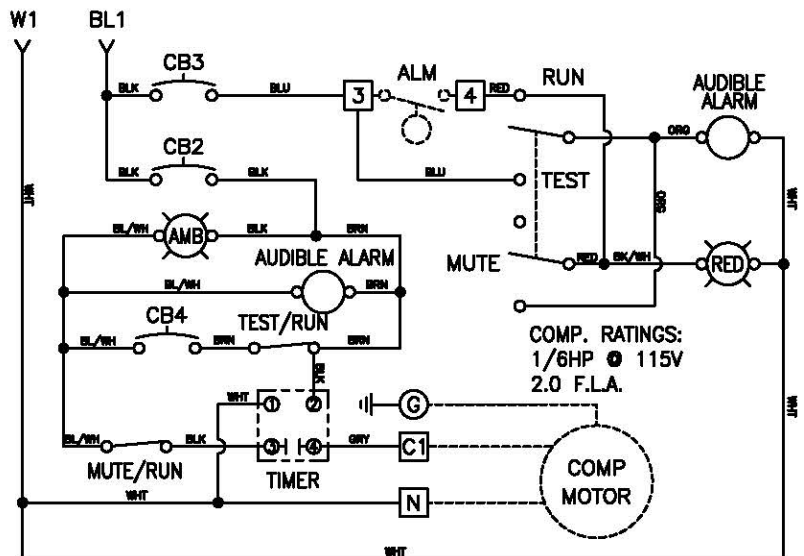 W1
BL1
CB3
BLK
BLU
3
ALM
4
RED
RUN
AUDIBLE
ALARM
ORG
CB2
BLK
BLK
BLU
TEST
WHT
ORG
WHT
BL/WH
AMB
BLK
BRN
MUTE
RED
BK/WH
RED
AUDIBLE ALARM
BL/WH
BRN
CB4
BL/WH
BRN
TEST/RUN
BRN
COMP. RATINGS:
1/6HP @ 115V
2.0 F.L.A.
BLK
WHT
1
2
G
WHT
BL/WH
BLK
3
4
GRY
C1
MUTE/RUN
TIMER
COMP
MOTOR
WHT
N
WHT